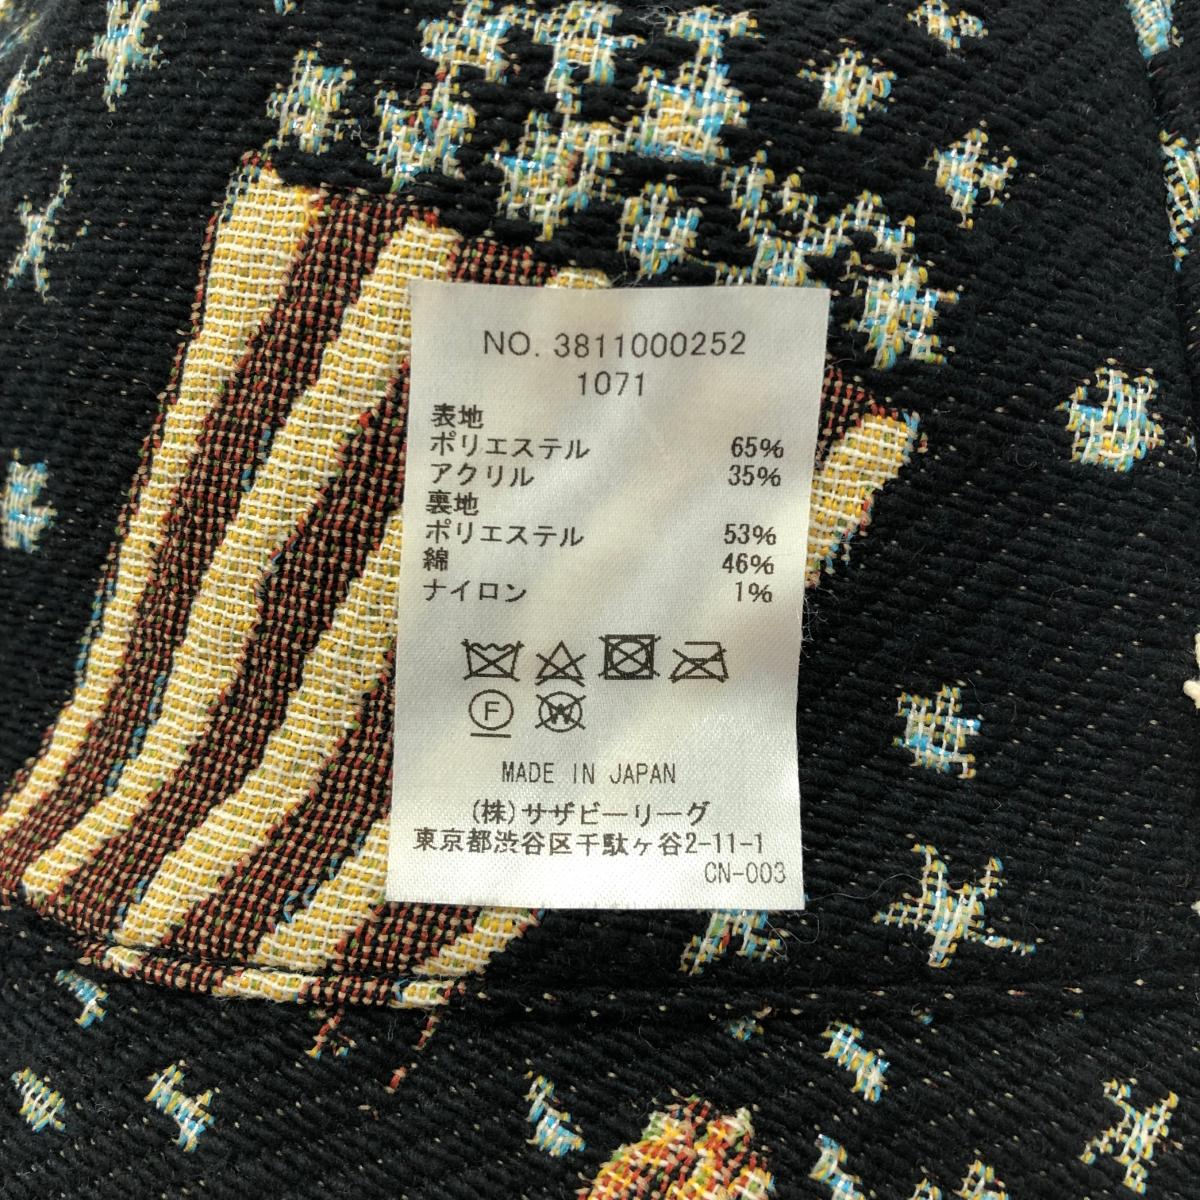 NO. 3811000252
1071
表地
ポリエステル 65%
アクリル 35%
裏地
ポリエステル 53%
綿 46%
ナイロン 1%
F W
MADE IN JAPAN
(株)サザビーリーグ
東京都渋谷区千駄ヶ谷2-11-1
CN-003